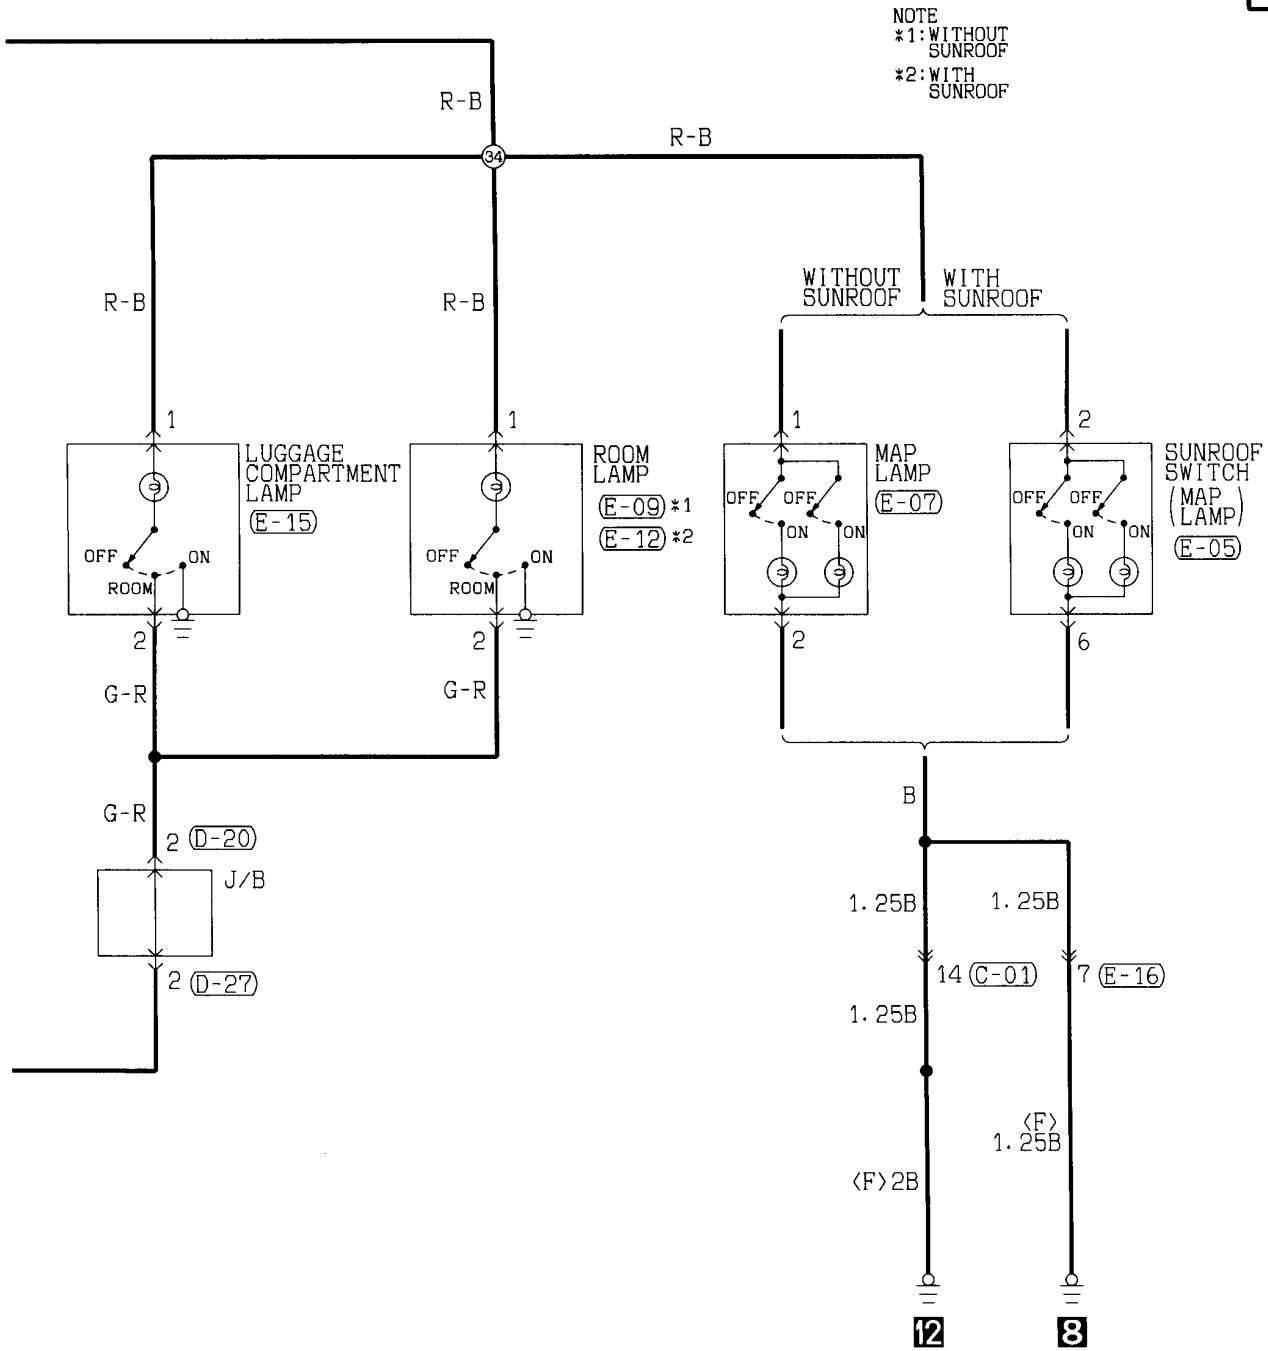 NOTE
*1:WITHOUT
SUNROOF
*2:WITH
SUNROOF
R-B
R-B
34
R-B
R-B
WITHOUT
SUNROOF
WITH
SUNROOF
1
LUGGAGE
COMPARTMENT
LAMP
E-15
OFF
ON
ROOM
2
1
ROOM
LAMP
E-09 *1
E-12 *2
OFF
ON
ROOM
2
1
MAP
LAMP
E-07
OFF
OFF
ON
ON
2
2
SUNROOF
SWITCH
(MAP
LAMP)
E-05
OFF
OFF
ON
ON
6
G-R
G-R
G-R
2 D-20
J/B
2 D-27
B
1.25B
1.25B
14 C-01
7 E-16
1.25B
<F>
1.25B
<F>2B
12
8